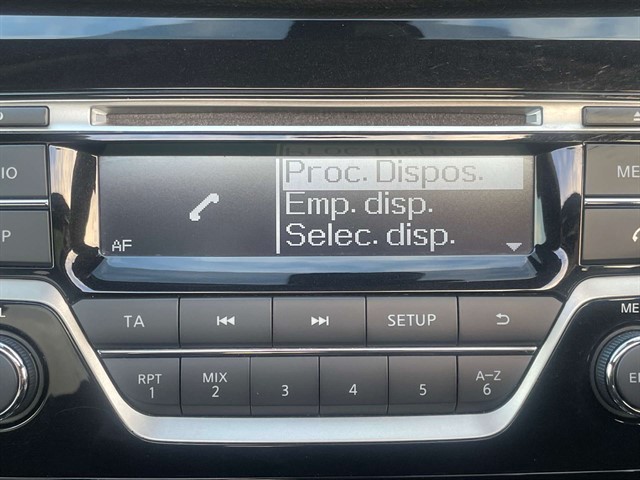 Proc. Dispos.
Emp. disp.
Selec. disp.
AF
TA
SETUP
RPT
1
MIX
2
3
4
5
A-Z
6